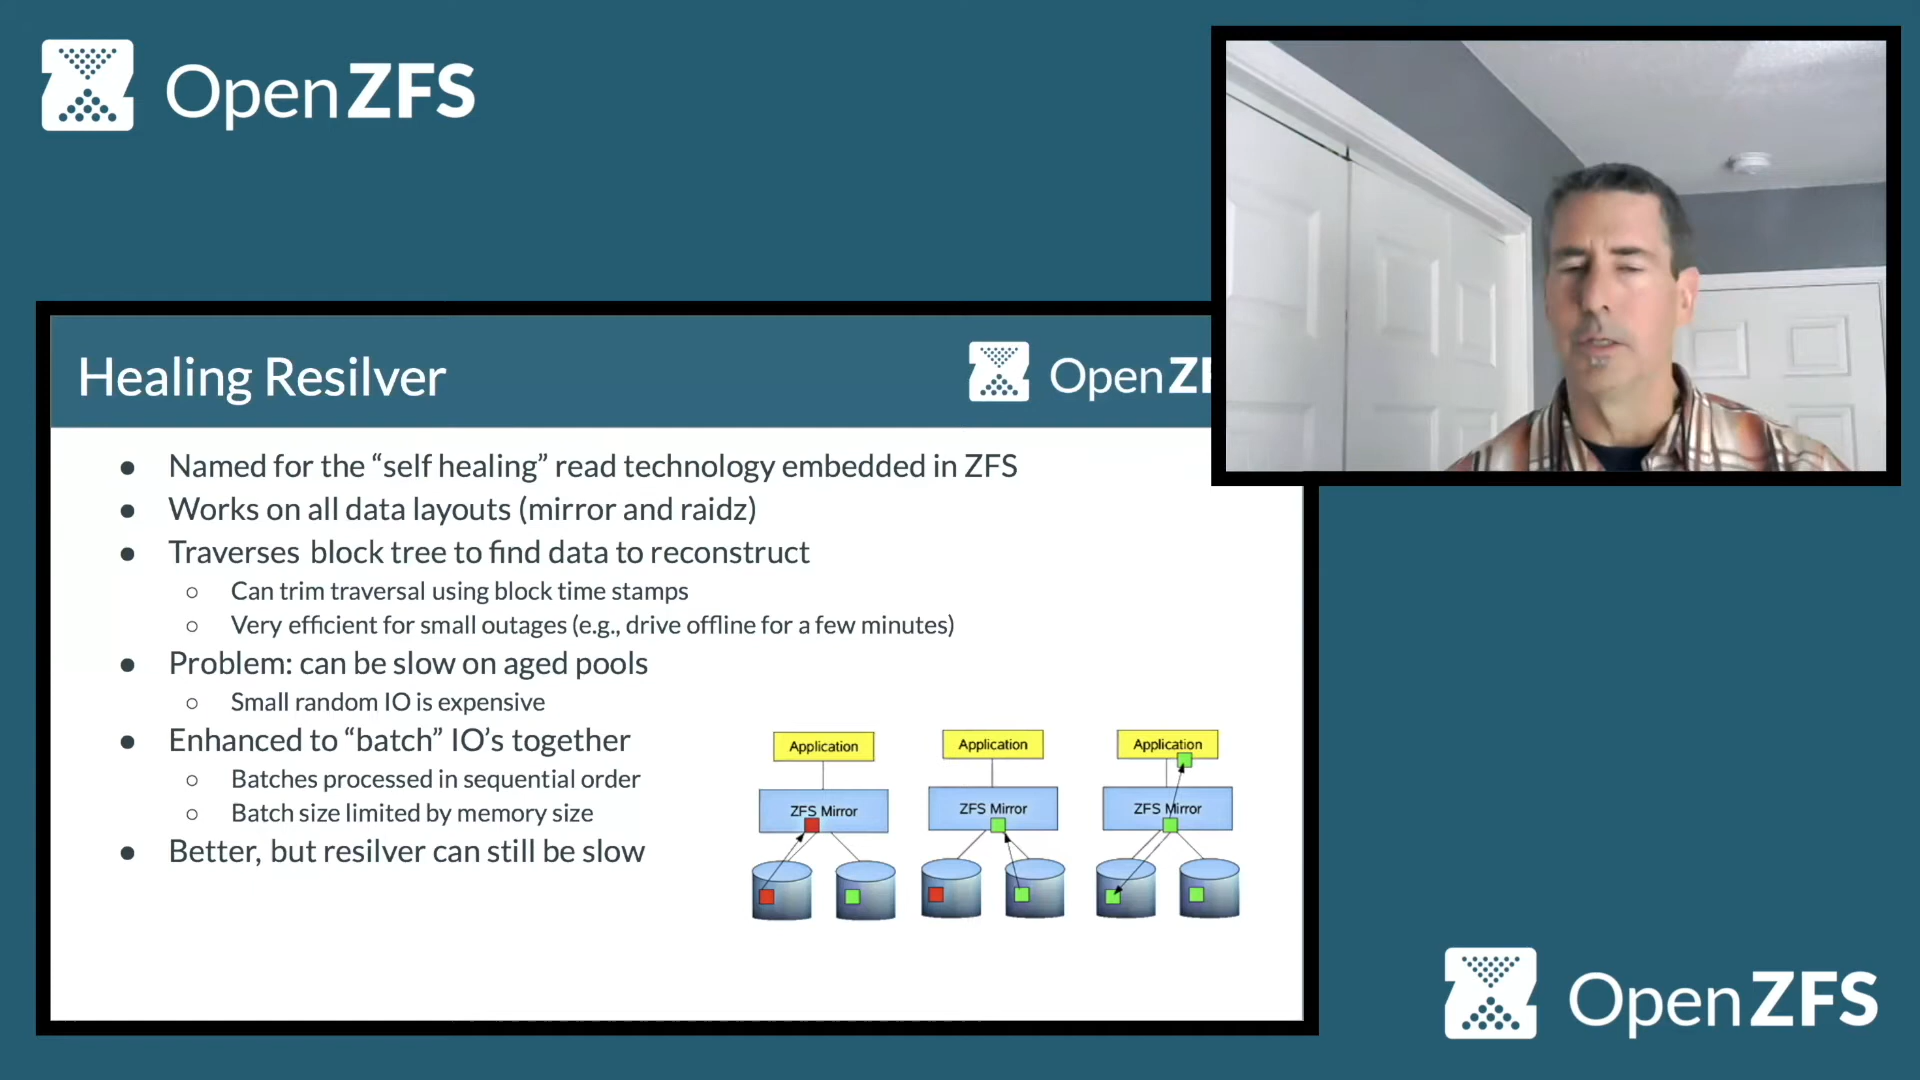 OpenZFS
Healing Resilver
OpenZF
● Named for the “self healing” read technology embedded in ZFS
● Works on all data layouts (mirror and raidz)
● Traverses block tree to find data to reconstruct
○ Can trim traversal using block time stamps
○ Very efficient for small outages (e.g., drive offline for a few minutes)
● Problem: can be slow on aged pools
○ Small random IO is expensive
● Enhanced to “batch” IO’s together
○ Batches processed in sequential order
○ Batch size limited by memory size
● Better, but resilver can still be slow
Application
Application
Application
ZFS Mirror
ZFS Mirror
ZFS Mirror
OpenZFS